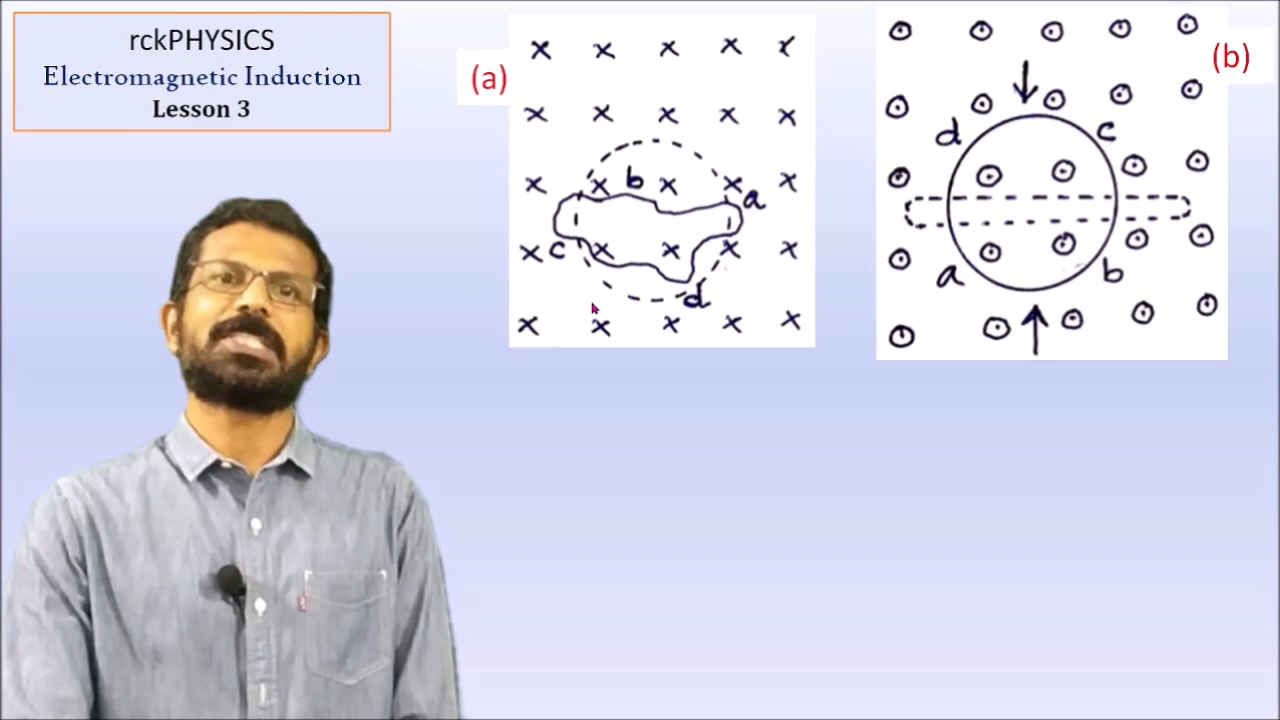 rckPHYSICS
Electromagnetic Induction
Lesson 3
(a)
b
a
c
d
(b)
d
c
a
b